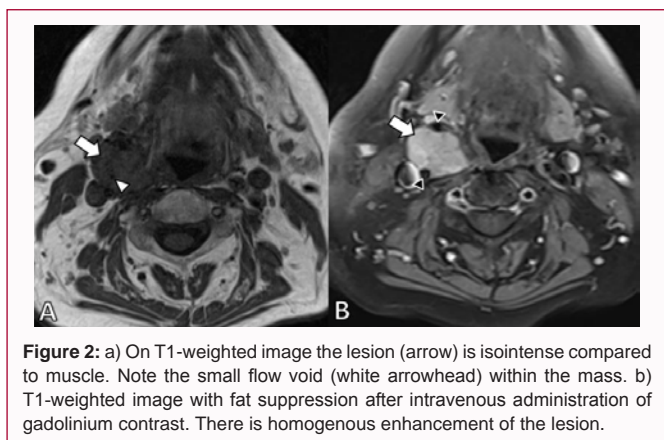 A
B
Figure 2: a) On T1-weighted image the lesion (arrow) is isointense compared
to muscle. Note the small flow void (white arrowhead) within the mass. b)
T1-weighted image with fat suppression after intravenous administration of
gadolinium contrast. There is homogenous enhancement of the lesion.